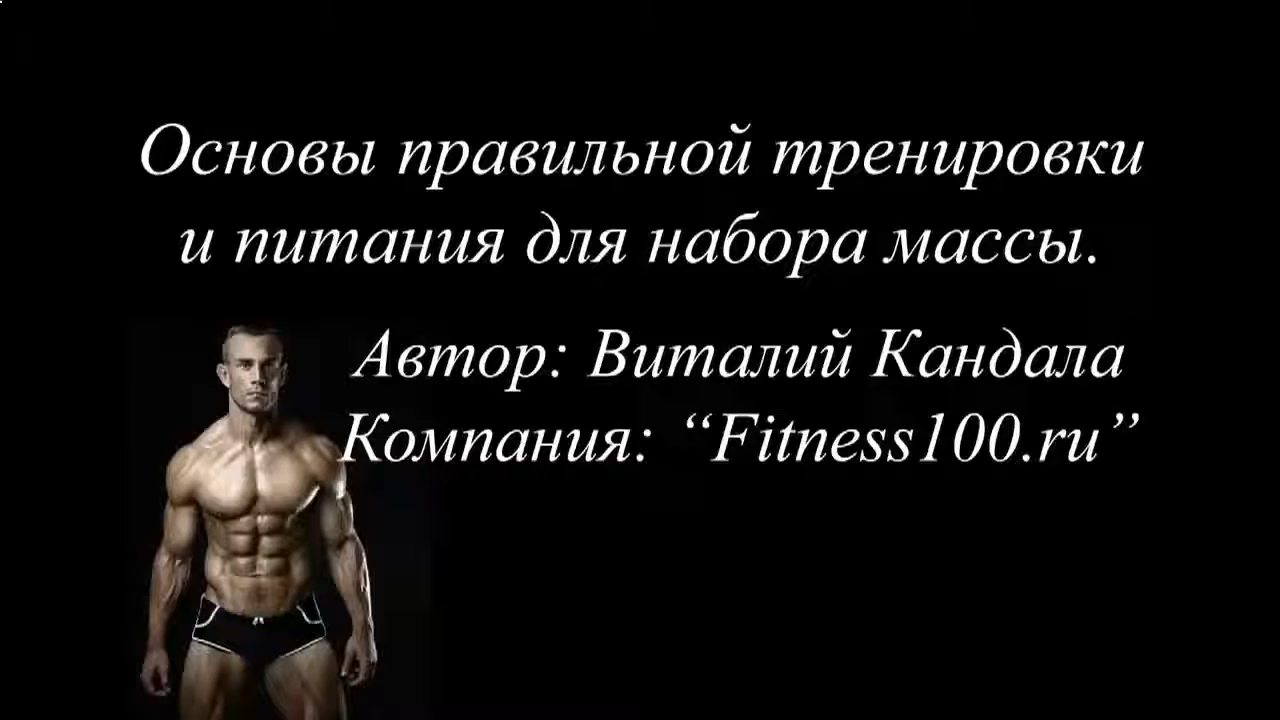 Основы правильной тренировки
и питания для набора массы.
Автор: Виталий Кандала
Компания: “Fitness100.ru”